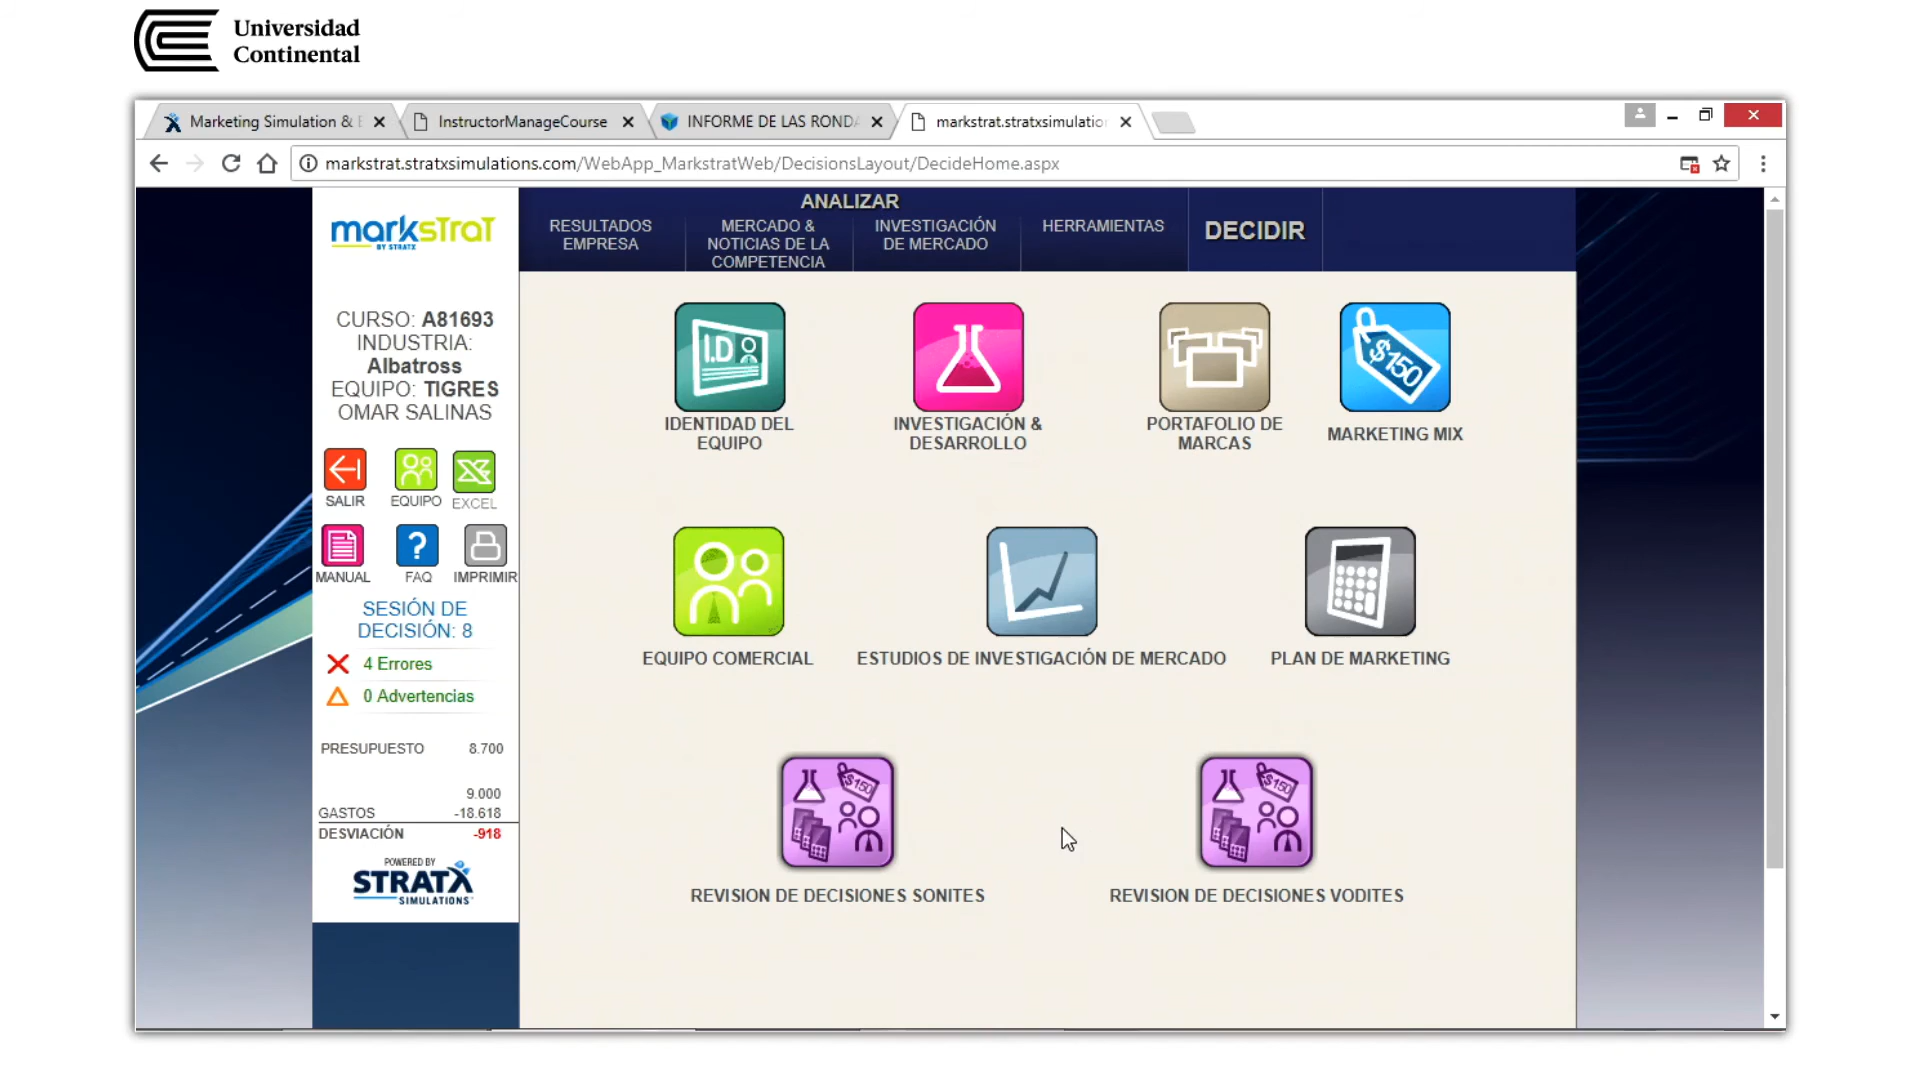 Universidad
Continental
Marketing Simulation & E
InstructorManageCourse
INFORME DE LAS RONDA
markstrat.stratxsimulatio
markstrat.stratxsimulations.com/WebApp_MarkstratWeb/DecisionsLayout/DecideHome.aspx
markstrat
BY STRATX
ANALIZAR
RESULTADOS
EMPRESA
MERCADO &
NOTICIAS DE LA
COMPETENCIA
INVESTIGACIÓN
DE MERCADO
HERRAMIENTAS
DECIDIR
CURSO: A81693
INDUSTRIA:
Albatross
EQUIPO: TIGRES
OMAR SALINAS
SALIR
EQUIPO
EXCEL
MANUAL
FAQ
IMPRIMIR
SESIÓN DE
DECISIÓN: 8
4 Errores
0 Advertencias
PRESUPUESTO 8.700
9.000
GASTOS -18.618
DESVIACIÓN -918
POWERED BY
STRATX
SIMULATIONS
I.D
IDENTIDAD DEL
EQUIPO
INVESTIGACIÓN &
DESARROLLO
PORTAFOLIO DE
MARCAS
$150
MARKETING MIX
EQUIPO COMERCIAL
ESTUDIOS DE INVESTIGACIÓN DE MERCADO
PLAN DE MARKETING
$150
REVISION DE DECISIONES SONITES
$150
REVISION DE DECISIONES VODITES